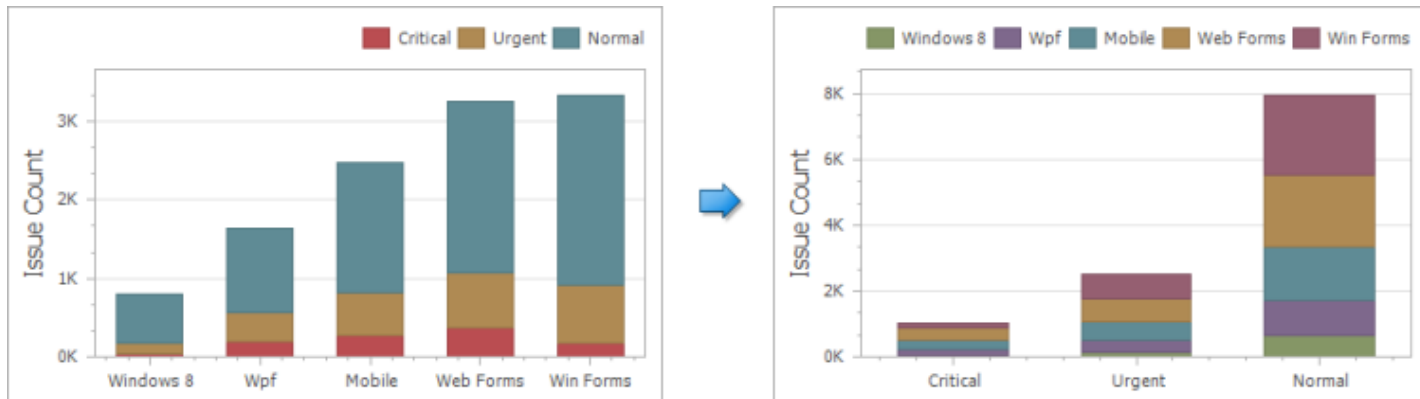 Critical Urgent Normal
Issue Count
3K
2K
1K
0K
Windows 8 Wpf Mobile Web Forms Win Forms
Windows 8 Wpf Mobile Web Forms Win Forms
Issue Count
8K
6K
4K
2K
0K
Critical Urgent Normal